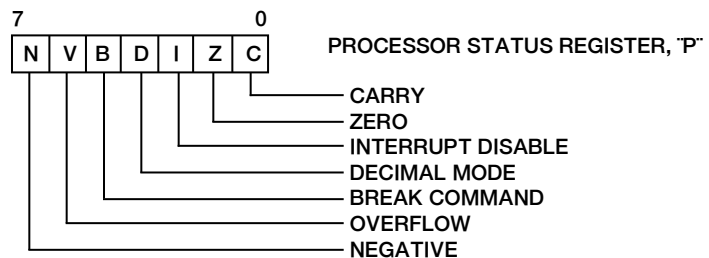 7 0
N V B D I Z C PROCESSOR STATUS REGISTER, ¨P¨
CARRY
ZERO
INTERRUPT DISABLE
DECIMAL MODE
BREAK COMMAND
OVERFLOW
NEGATIVE